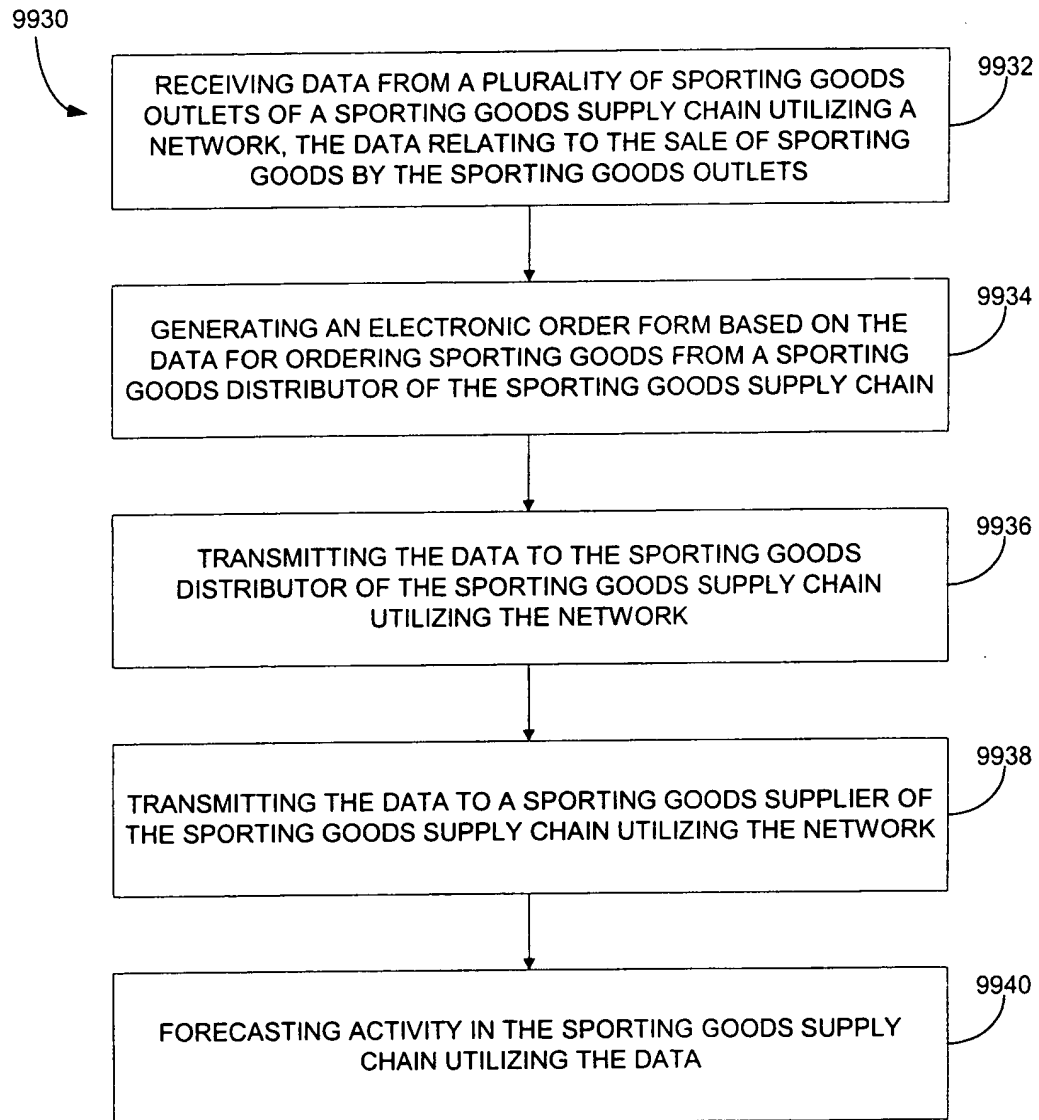 9930
RECEIVING DATA FROM A PLURALITY OF SPORTING GOODS
OUTLETS OF A SPORTING GOODS SUPPLY CHAIN UTILIZING A
NETWORK, THE DATA RELATING TO THE SALE OF SPORTING
GOODS BY THE SPORTING GOODS OUTLETS
9932
GENERATING AN ELECTRONIC ORDER FORM BASED ON THE
DATA FOR ORDERING SPORTING GOODS FROM A SPORTING
GOODS DISTRIBUTOR OF THE SPORTING GOODS SUPPLY CHAIN
9934
TRANSMITTING THE DATA TO THE SPORTING GOODS
DISTRIBUTOR OF THE SPORTING GOODS SUPPLY CHAIN
UTILIZING THE NETWORK
9936
TRANSMITTING THE DATA TO A SPORTING GOODS SUPPLIER OF
THE SPORTING GOODS SUPPLY CHAIN UTILIZING THE NETWORK
9938
FORECASTING ACTIVITY IN THE SPORTING GOODS SUPPLY
CHAIN UTILIZING THE DATA
9940